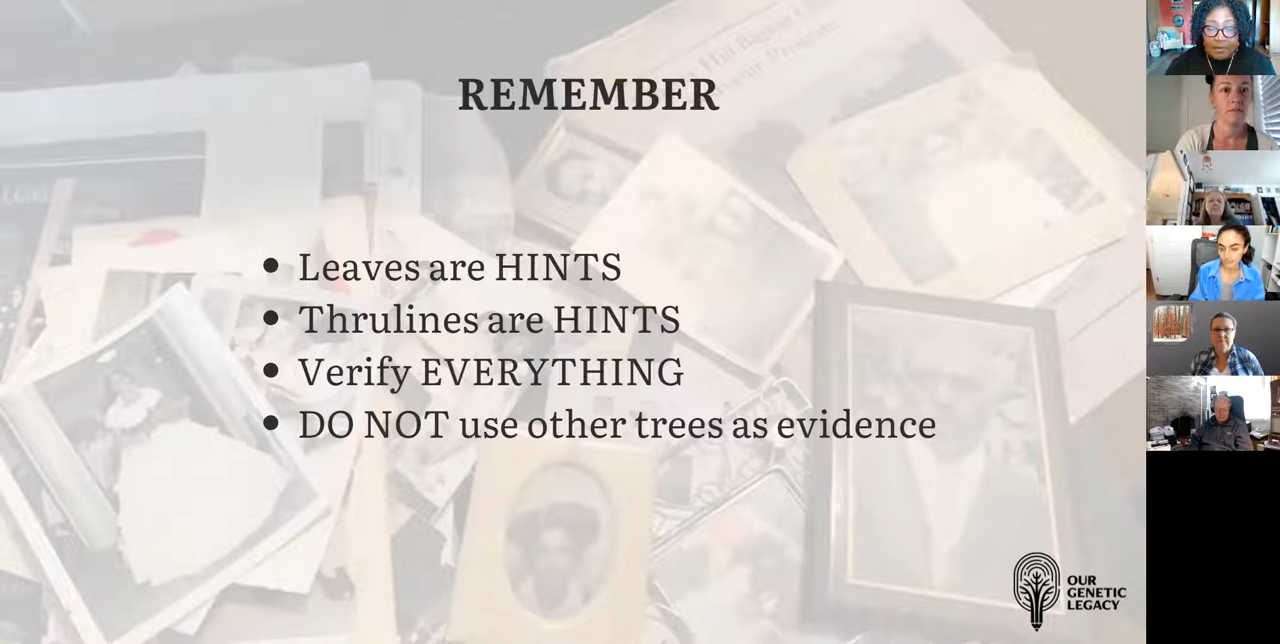 REMEMBER
• Leaves are HINTS
• Thrulines are HINTS
• Verify EVERYTHING
• DO NOT use other trees as evidence
OUR
GENETIC
LEGACY